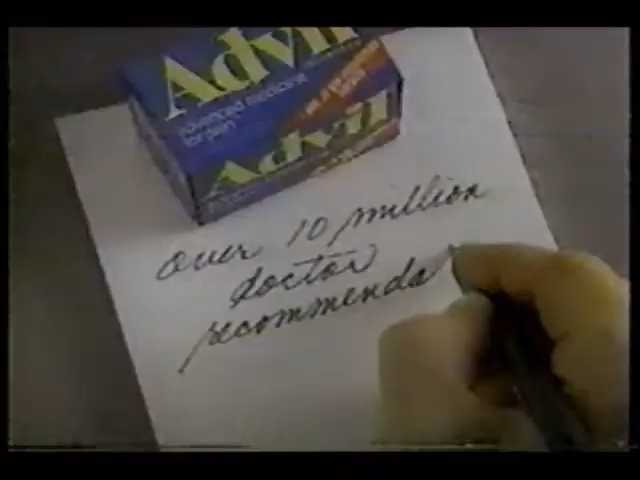 Advil
advanced medicine
for pain
Advil
over 10 million
doctor
recommenda